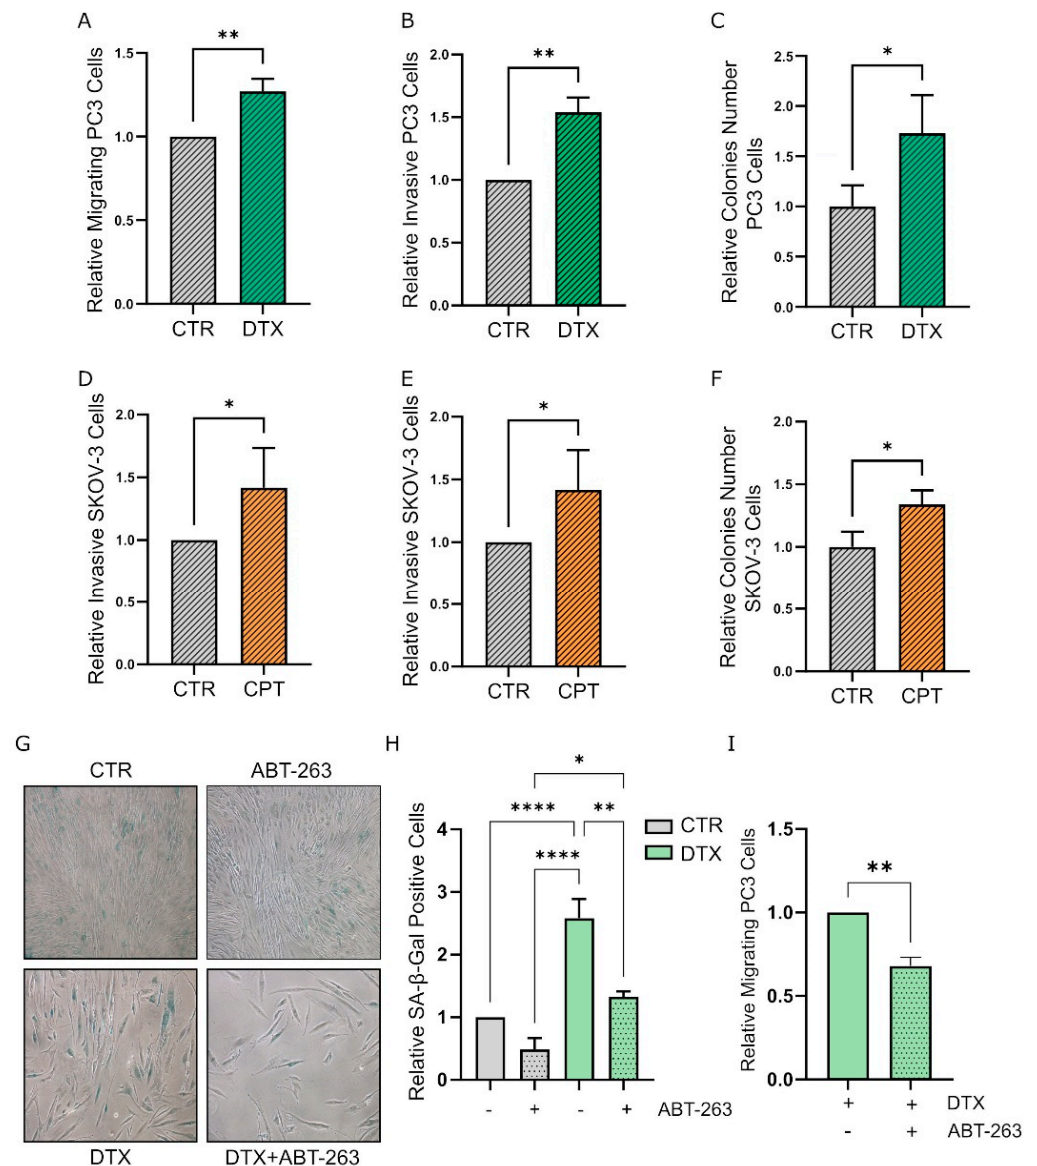 A
Relative Migrating PC3 Cells
1.5
1.0
0.5
0.0
**
CTR
DTX
B
Relative Invasive PC3 Cells
2.0
1.5
1.0
0.5
0.0
**
CTR
DTX
C
Relative Colonies Number
PC3 Cells
2.5
2.0
1.5
1.0
0.5
0.0
*
CTR
DTX
D
Relative Invasive SKOV-3 Cells
2.0
1.5
1.0
0.5
0.0
*
CTR
CPT
E
Relative Invasive SKOV-3 Cells
2.0
1.5
1.0
0.5
0.0
*
CTR
CPT
F
Relative Colonies Number
SKOV-3 Cells
2.0
1.5
1.0
0.5
0.0
*
CTR
CPT
G
CTR
ABT-263
DTX
DTX+ABT-263
H
Relative SA-β-Gal Positive Cells
4
3
2
1
0
*
****
**
****
CTR
DTX
- + - + ABT-263
I
Relative Migrating PC3 Cells
1.5
1.0
0.5
0.0
**
+ + DTX
- + ABT-263